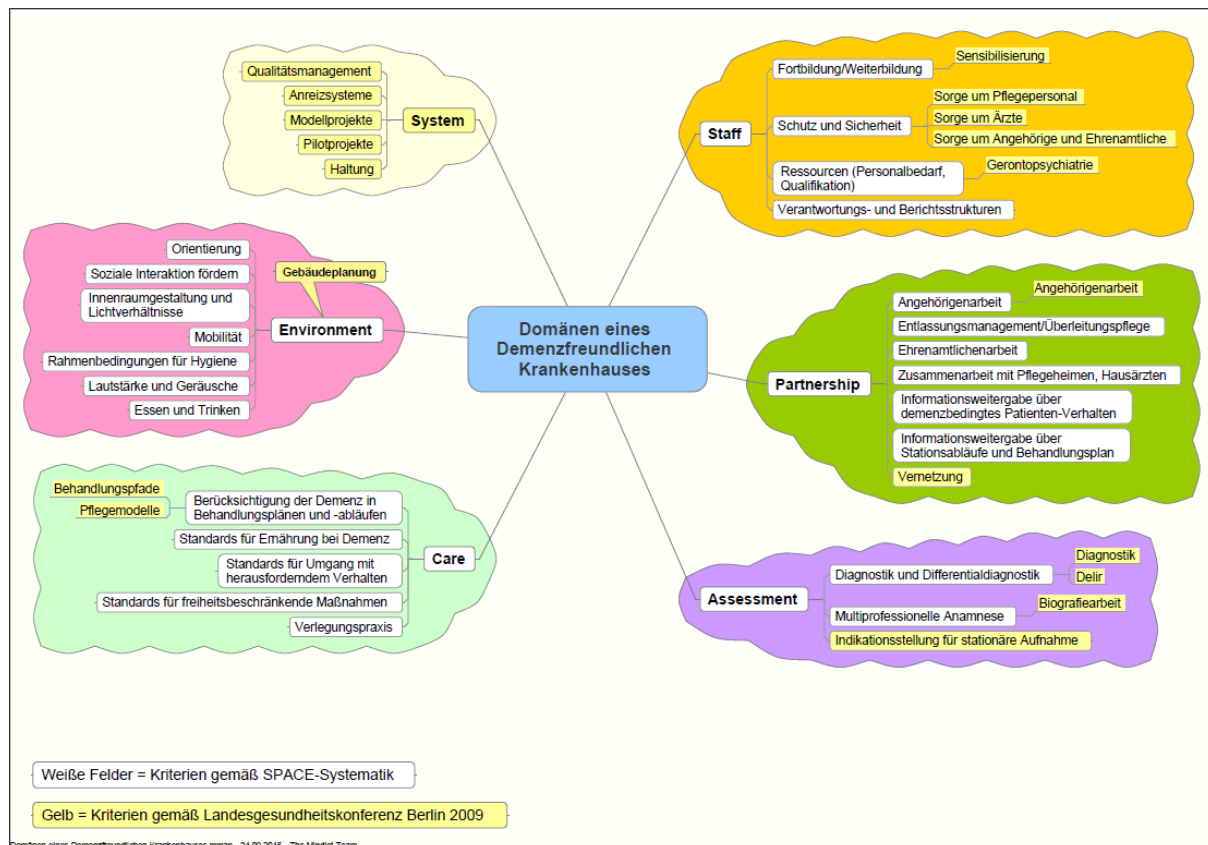 Qualitätsmanagement
Anreizsysteme
Modellprojekte
Pilotprojekte
Haltung
System
Staff
Fortbildung/Weiterbildung
Sensibilisierung
Schutz und Sicherheit
Sorge um Pflegepersonal
Sorge um Ärzte
Sorge um Angehörige und Ehrenamtliche
Ressourcen (Personalbedarf,
Qualifikation)
Gerontopsychiatrie
Verantwortungs- und Berichtsstrukturen
Orientierung
Soziale Interaktion fördern
Innenraumgestaltung und
Lichtverhältnisse
Mobilität
Rahmenbedingungen für Hygiene
Lautstärke und Geräusche
Essen und Trinken
Gebäudeplanung
Environment
Domänen eines
Demenzfreundlichen
Krankenhauses
Partnership
Angehörigenarbeit
Angehörigenarbeit
Entlassungsmanagement/Überleitungspflege
Ehrenamtlichenarbeit
Zusammenarbeit mit Pflegeheimen, Hausärzten
Informationsweitergabe über
demenzbedingtes Patienten-Verhalten
Informationsweitergabe über
Stationsabläufe und Behandlungsplan
Vernetzung
Behandlungspfade
Pflegemodelle
Berücksichtigung der Demenz in
Behandlungsplänen und -abläufen
Standards für Ernährung bei Demenz
Standards für Umgang mit
herausforderndem Verhalten
Standards für freiheitsbeschränkende Maßnahmen
Verlegungspraxis
Care
Assessment
Diagnostik und Differentialdiagnostik
Diagnostik
Delir
Multiprofessionelle Anamnese
Biografiearbeit
Indikationsstellung für stationäre Aufnahme
Weiße Felder = Kriterien gemäß SPACE-Systematik
Gelb = Kriterien gemäß Landesgesundheitskonferenz Berlin 2009